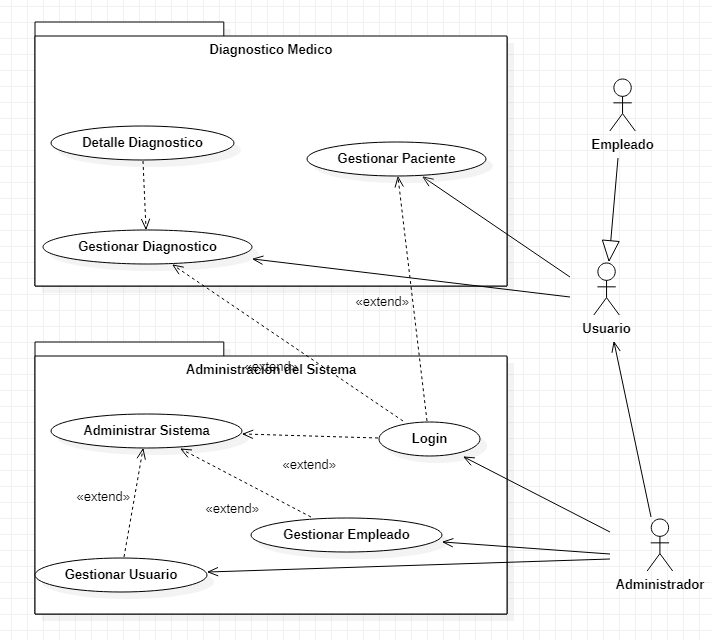 Diagnostico Medico
Detalle Diagnostico
Gestionar Paciente
Empleado
Gestionar Diagnostico
«extend»
Usuario
«extend»
Administracion del Sistema
Administrar Sistema
Login
«extend»
«extend»
«extend»
Gestionar Empleado
Gestionar Usuario
Administrador